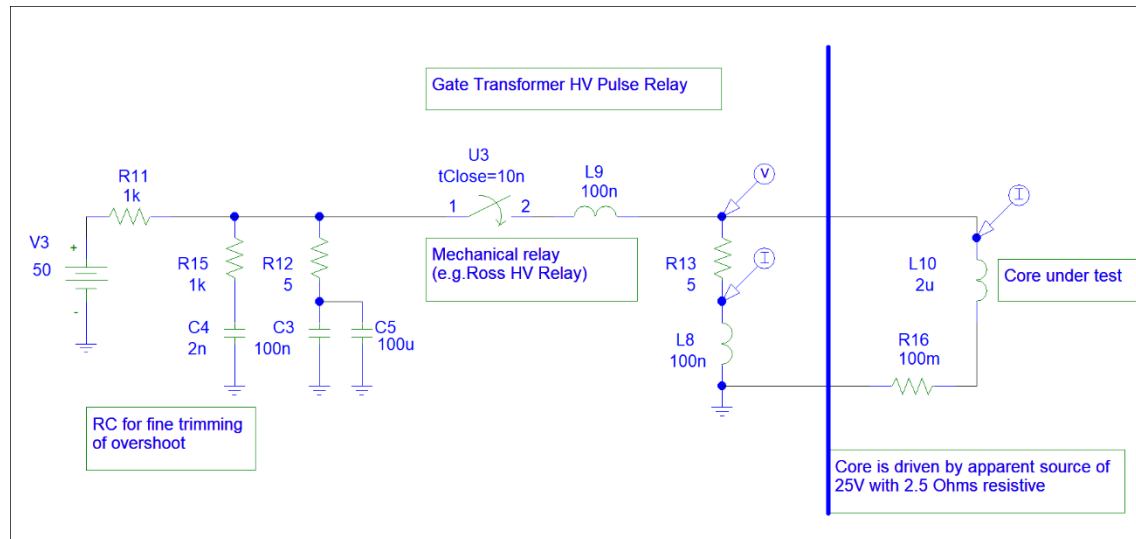 Gate Transformer HV Pulse Relay
U3
tClose=10n
1
2
L9
100n
R11
1k
V
I
V3
50
+
-
R15
1k
R12
5
Mechanical relay
(e.g.Ross HV Relay)
R13
5
I
L10
2u
Core under test
C4
2n
C3
100n
C5
100u
L8
100n
R16
100m
RC for fine trimming
of overshoot
Core is driven by apparent source of
25V with 2.5 Ohms resistive